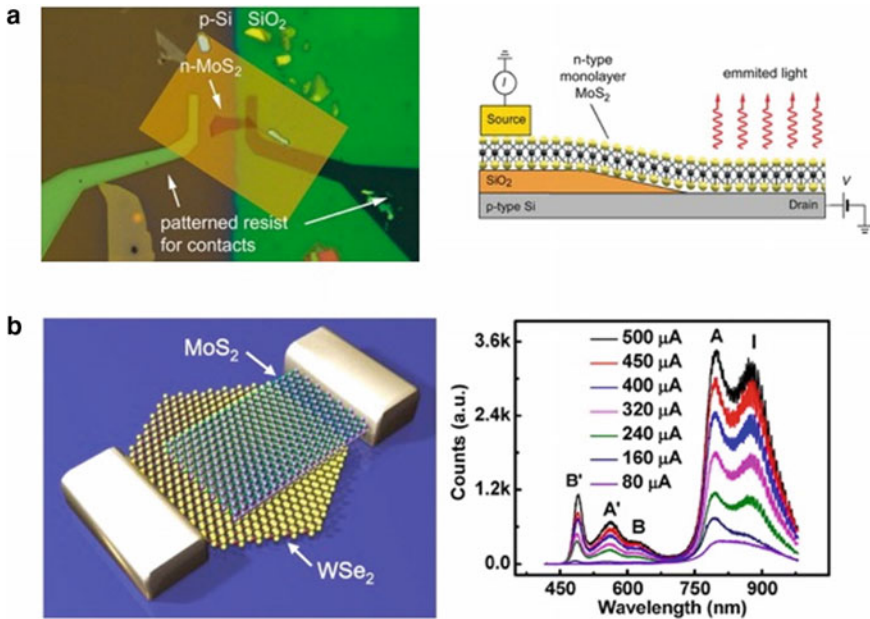 a
p-Si SiO2
n-MoS2
patterned resist
for contacts
n-type
monolayer
MoS2
emmited light
I
Source
SiO2
p-type Si
Drain
V
b
MoS2
WSe2
3.6k
2.4k
1.2k
0.0
Counts (a.u.)
500 μA
450 μA
400 μA
320 μA
240 μA
160 μA
80 μA
A
I
B'
A'
B
450 600 750 900
Wavelength (nm)